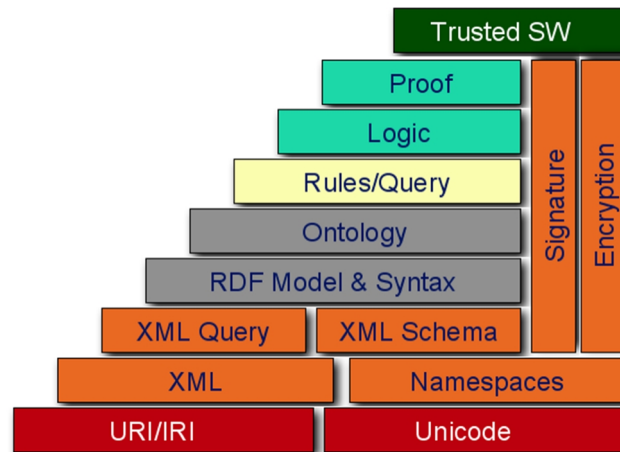 Trusted SW
Proof
Logic
Rules/Query
Ontology
RDF Model & Syntax
XML Query
XML Schema
Signature
Encryption
XML
Namespaces
URI/IRI
Unicode